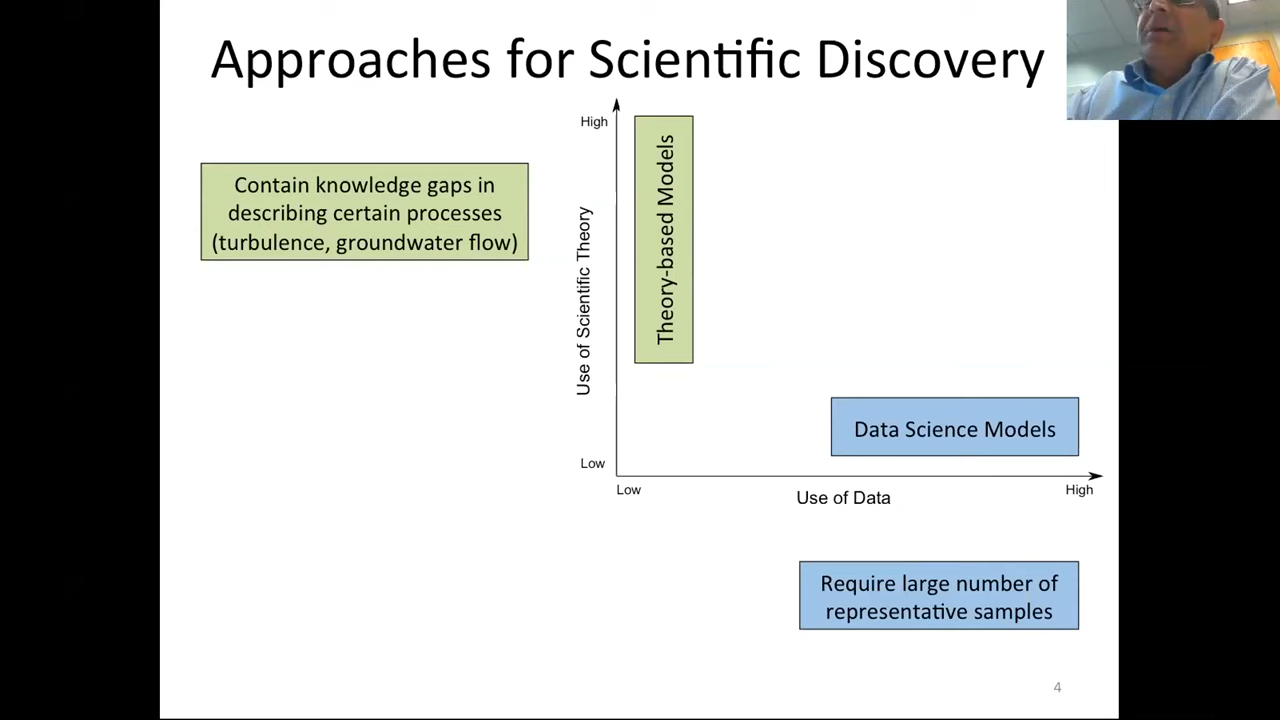 Approaches for Scientific Discovery
High
Contain knowledge gaps in
describing certain processes
(turbulence, groundwater flow)
Use of Scientific Theory
Theory-based Models
Data Science Models
Low
Low
Use of Data
High
Require large number of
representative samples
4